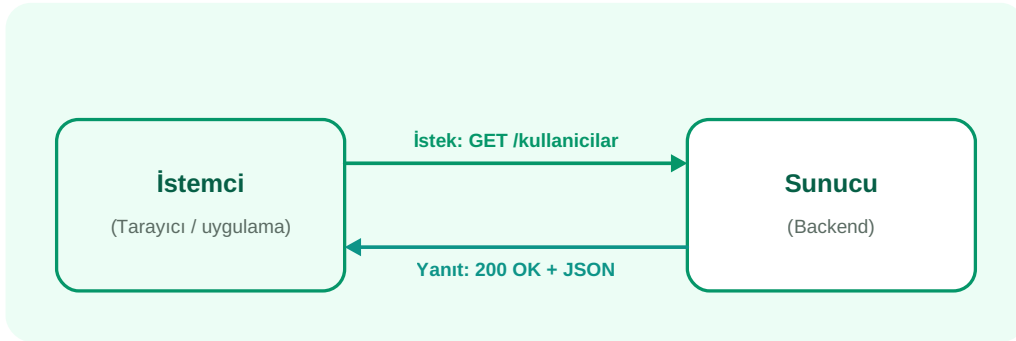 İstek: GET /kullanicilar
İstemci
(Tarayıcı / uygulama)
Sunucu
(Backend)
Yanıt: 200 OK + JSON